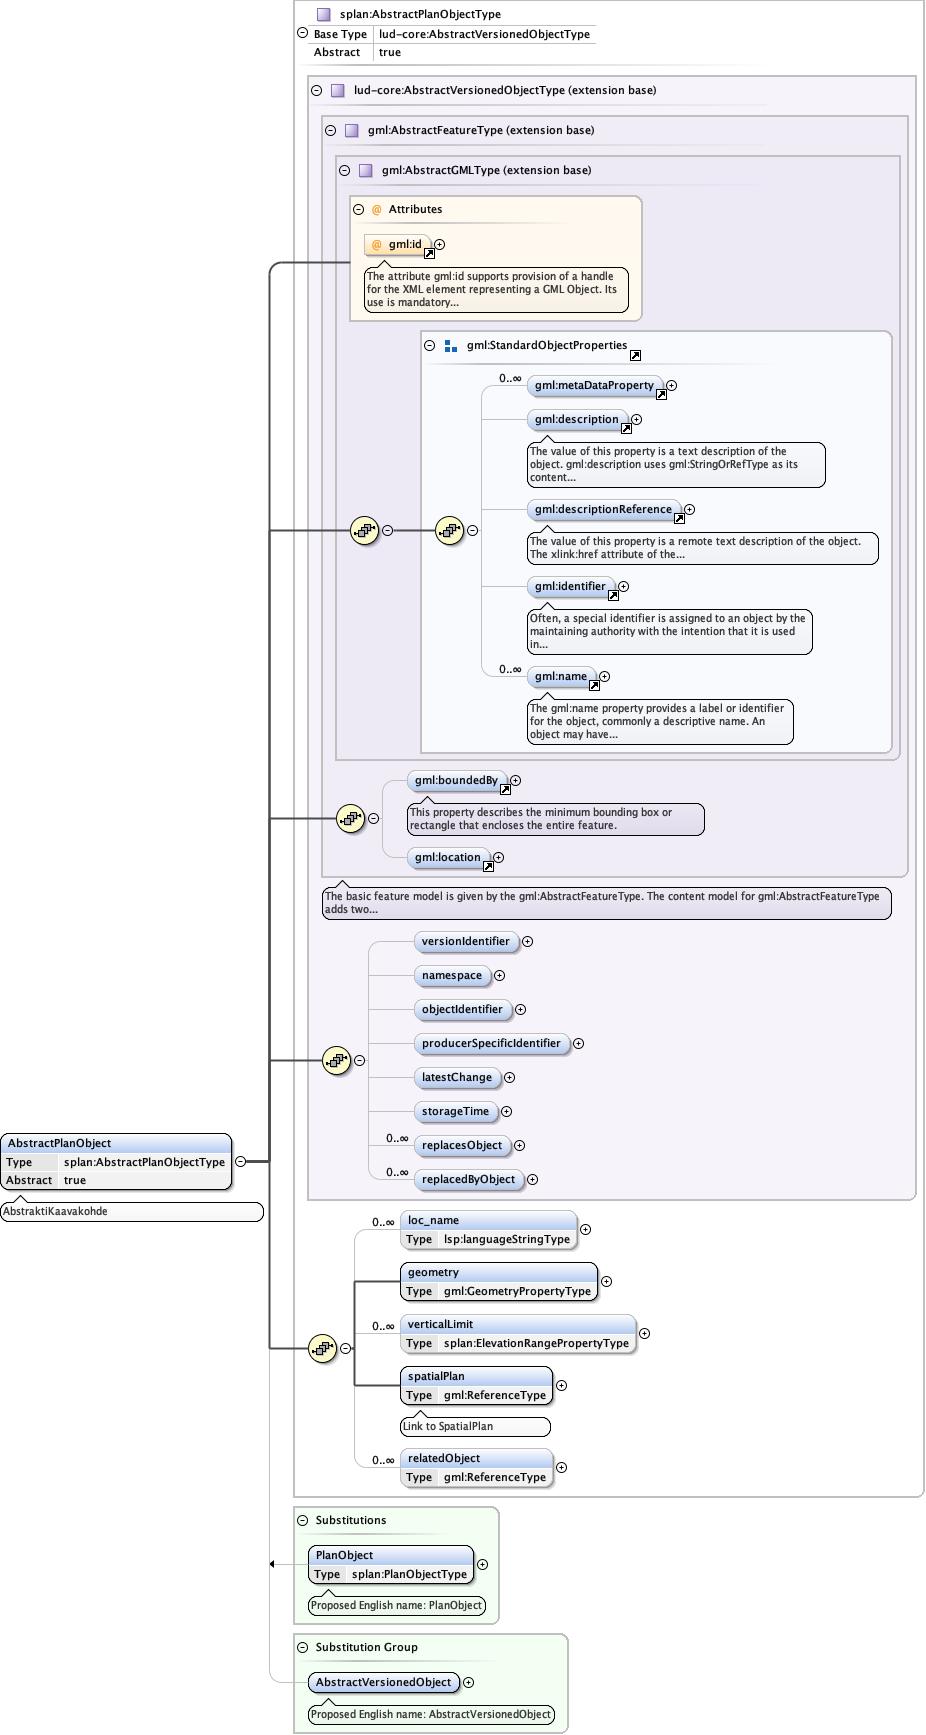 splan:AbstractPlanObjectType
Base Type lud-core:AbstractVersionedObjectType
Abstract true
lud-core:AbstractVersionedObjectType (extension base)
gml:AbstractFeatureType (extension base)
gml:AbstractGMLType (extension base)
@ Attributes
@ gml:id
The attribute gml:id supports provision of a handle
for the XML element representing a GML Object. Its
use is mandatory...
gml:StandardObjectProperties
0..∞
gml:metaDataProperty
gml:description
The value of this property is a text description of the
object. gml:description uses gml:StringOrRefType as its
content...
gml:descriptionReference
The value of this property is a remote text description of the object.
The xlink:href attribute of the...
gml:identifier
Often, a special identifier is assigned to an object by the
maintaining authority with the intention that it is used
in...
0..∞
gml:name
The gml:name property provides a label or identifier
for the object, commonly a descriptive name. An
object may have...
gml:boundedBy
This property describes the minimum bounding box or
rectangle that encloses the entire feature.
gml:location
The basic feature model is given by the gml:AbstractFeatureType. The content model for gml:AbstractFeatureType
adds two...
versionIdentifier
namespace
objectIdentifier
producerSpecificIdentifier
latestChange
storageTime
0..∞
replacesObject
0..∞
replacedByObject
AbstractPlanObject
Type splan:AbstractPlanObjectType
Abstract true
AbstraktiKaavakohde
0..∞
loc_name
Type lsp:languageStringType
geometry
Type gml:GeometryPropertyType
0..∞
verticalLimit
Type splan:ElevationRangePropertyType
spatialPlan
Type gml:ReferenceType
Link to SpatialPlan
0..∞
relatedObject
Type gml:ReferenceType
Substitutions
PlanObject
Type splan:PlanObjectType
Proposed English name: PlanObject
Substitution Group
AbstractVersionedObject
Proposed English name: AbstractVersionedObject